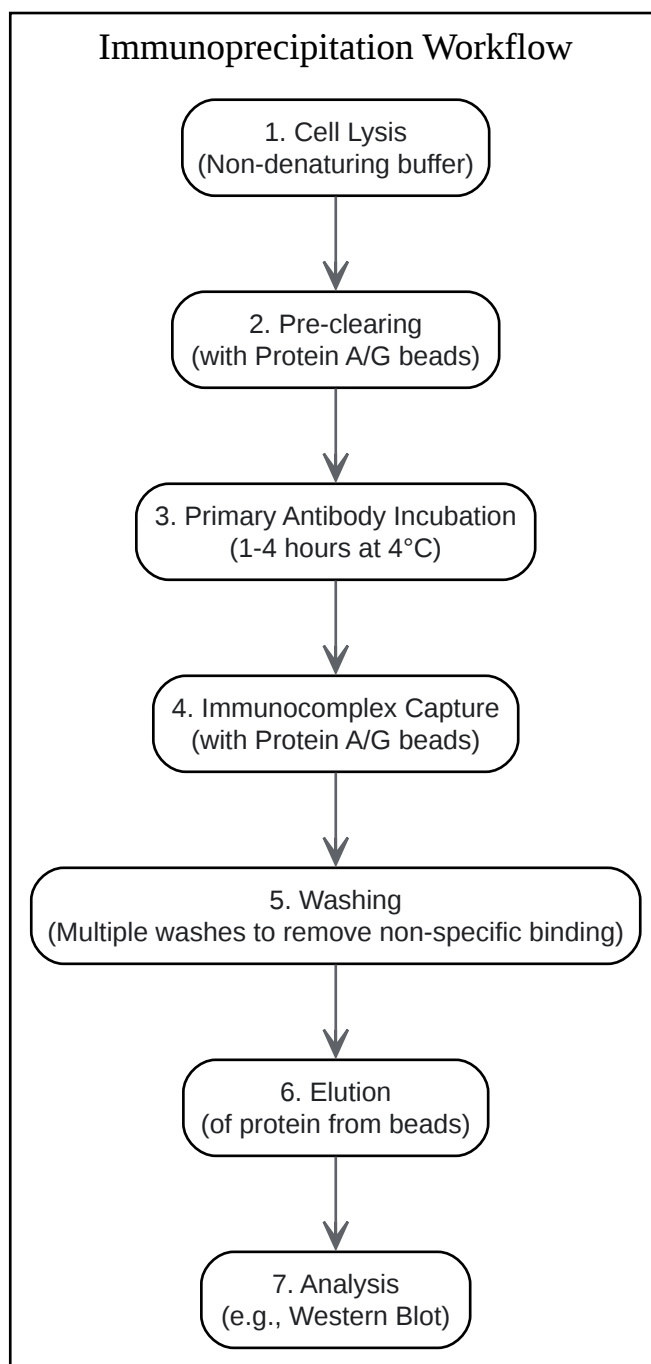 Immunoprecipitation Workflow
1. Cell Lysis
(Non-denaturing buffer)
2. Pre-clearing
(with Protein A/G beads)
3. Primary Antibody Incubation
(1-4 hours at 4°C)
4. Immunocomplex Capture
(with Protein A/G beads)
5. Washing
(Multiple washes to remove non-specific binding)
6. Elution
(of protein from beads)
7. Analysis
(e.g., Western Blot)